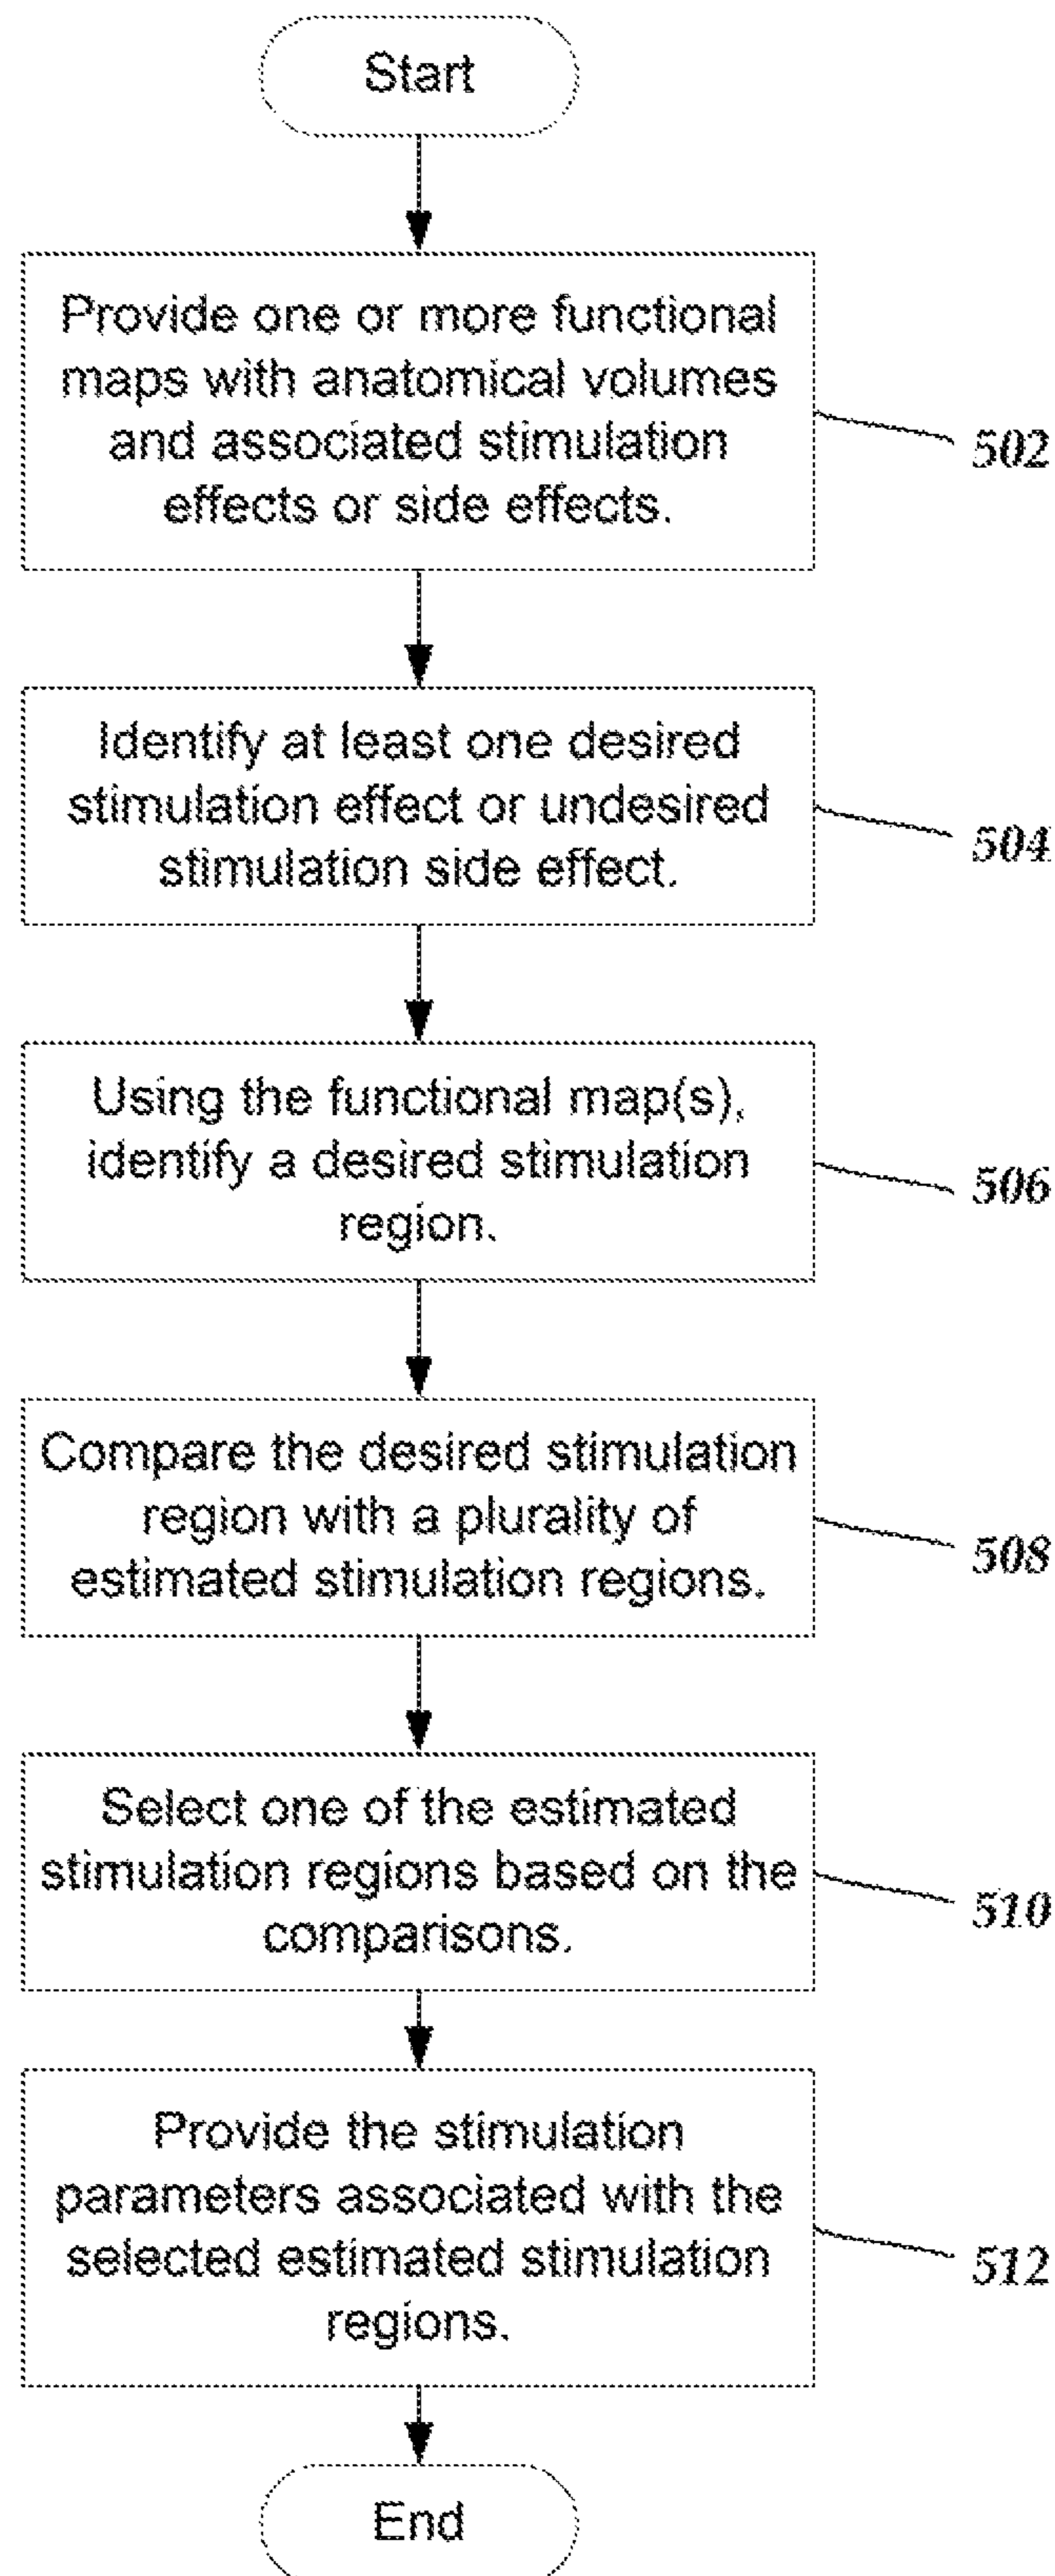 Start
Provide one or more functional
maps with anatomical volumes
and associated stimulation
effects or side effects.
502
Identify at least one desired
stimulation effect or undesired
stimulation side effect.
504
Using the functional map(s),
identify a desired stimulation
region.
506
Compare the desired stimulation
region with a plurality of
estimated stimulation regions.
508
Select one of the estimated
stimulation regions based on the
comparisons.
510
Provide the stimulation
parameters associated with the
selected estimated stimulation
regions.
512
End